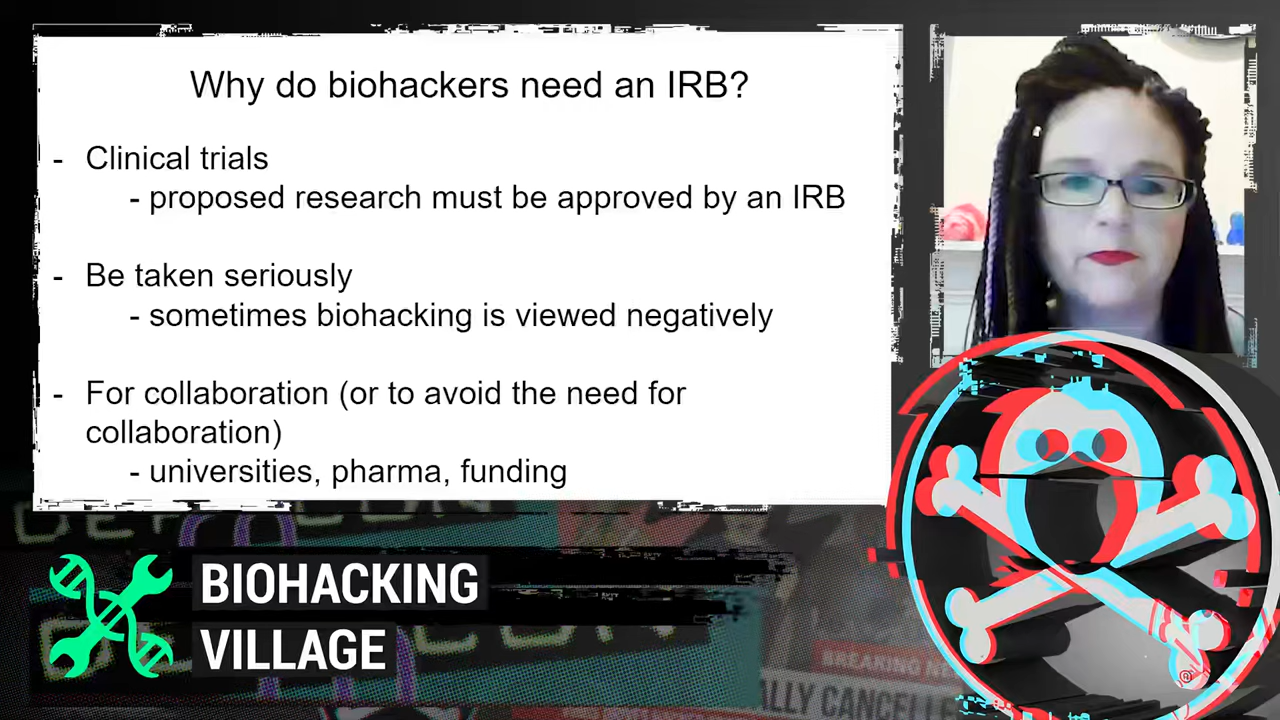 Why do biohackers need an IRB?
- Clinical trials
- proposed research must be approved by an IRB
- Be taken seriously
- sometimes biohacking is viewed negatively
- For collaboration (or to avoid the need for
collaboration)
- universities, pharma, funding
BIOHACKING
VILLAGE
BREAKING
CANCELLE
®